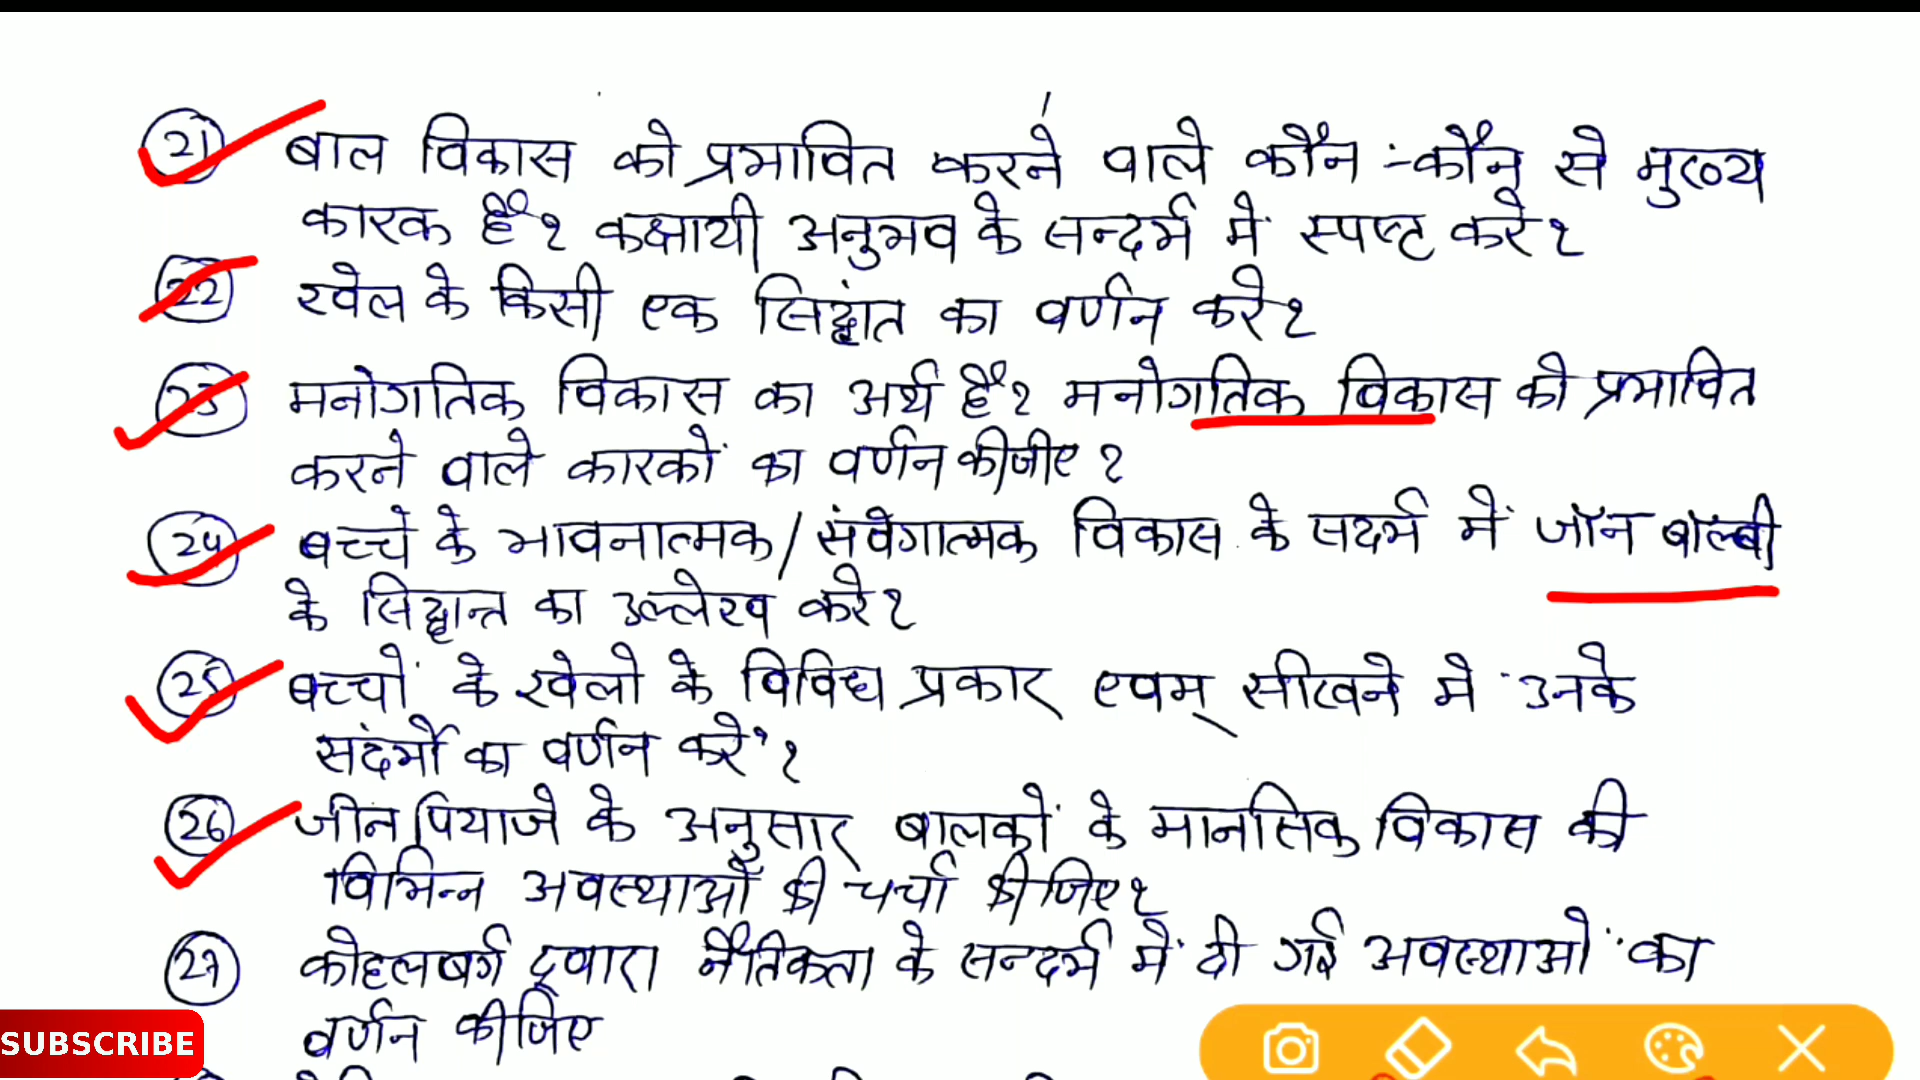 21 बाल विकास को प्रभावित करने वाले कौन :- कौन से मुख्य
कारक हैं? कक्षायी अनुभव के सन्दर्भ में स्पष्ट करे?
22 खेल के किसी एक सिद्धांत का वर्णन करे?
23 मनोगतिक विकास का अर्थ है? मनोगतिक विकास को प्रभावित
करने वाले कारकों का वर्णन कीजीए?
24 बच्चे के भावनात्मक/संवेगात्मक विकास के सदर्भ में जॉन बोल्बी
के सिद्धान्त का उल्लेख करे?
25 बच्चों के खेलो के विविध प्रकार एवम् सीखने मे उनके
संदर्भो का वर्णन करें?
26 जीन पियाजे के अनुसार बालकों के मानसिक विकास की
विभिन्न अवस्थाओं की चर्चा कीजिए?
27 कोहलबर्ग द्वारा नैतिकता के सन्दर्भ में दी गई अवस्थाओं का
वर्णन कीजिए
SUBSCRIBE